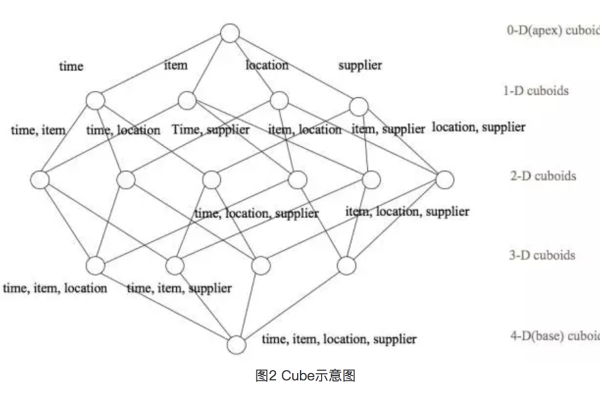 0-D(apex) cuboid
time item location supplier
1-D cuboids
time, item time, location Time, supplier item, location item, supplier location, supplier
2-D cuboids
time, location, supplier item, location, supplier
3-D cuboids
time, item, location time, item, supplier
4-D(base) cuboid
time, item, location, supplier
图2 Cube示意图